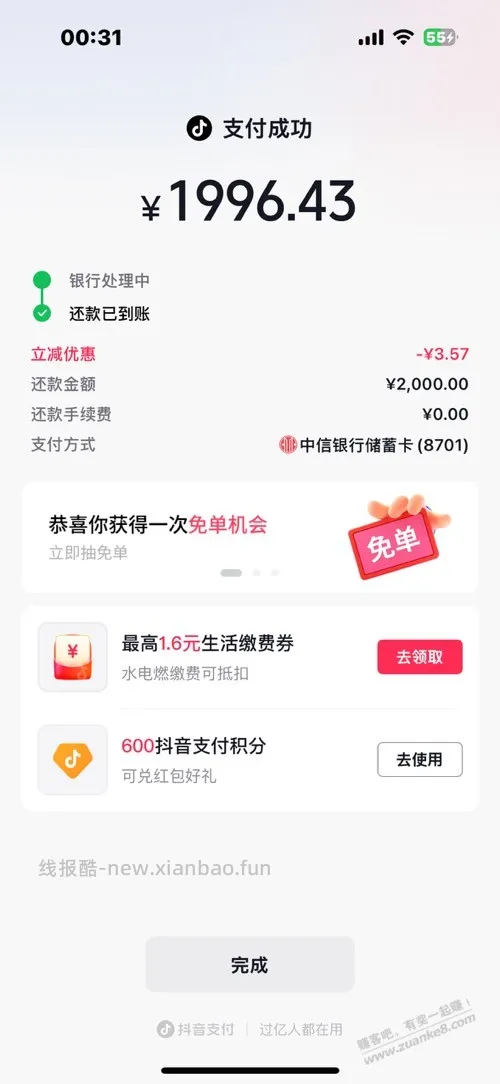 00:31
55
支付成功
¥1996.43
银行处理中
还款已到账
立减优惠 -¥3.57
还款金额 ¥2,000.00
还款手续费 ¥0.00
支付方式 中信银行储蓄卡 (8701)
恭喜你获得一次免单机会
立即抽免单
免单
最高1.6元生活缴费券
水电燃缴费可抵扣
去领取
¥
600抖音支付积分
可兑红包好礼
去使用
线报酷-new.xianbao.fun
完成
抖音支付 | 过亿人都在用
赚客吧，有奖一起赚！
www.zuanke8.com